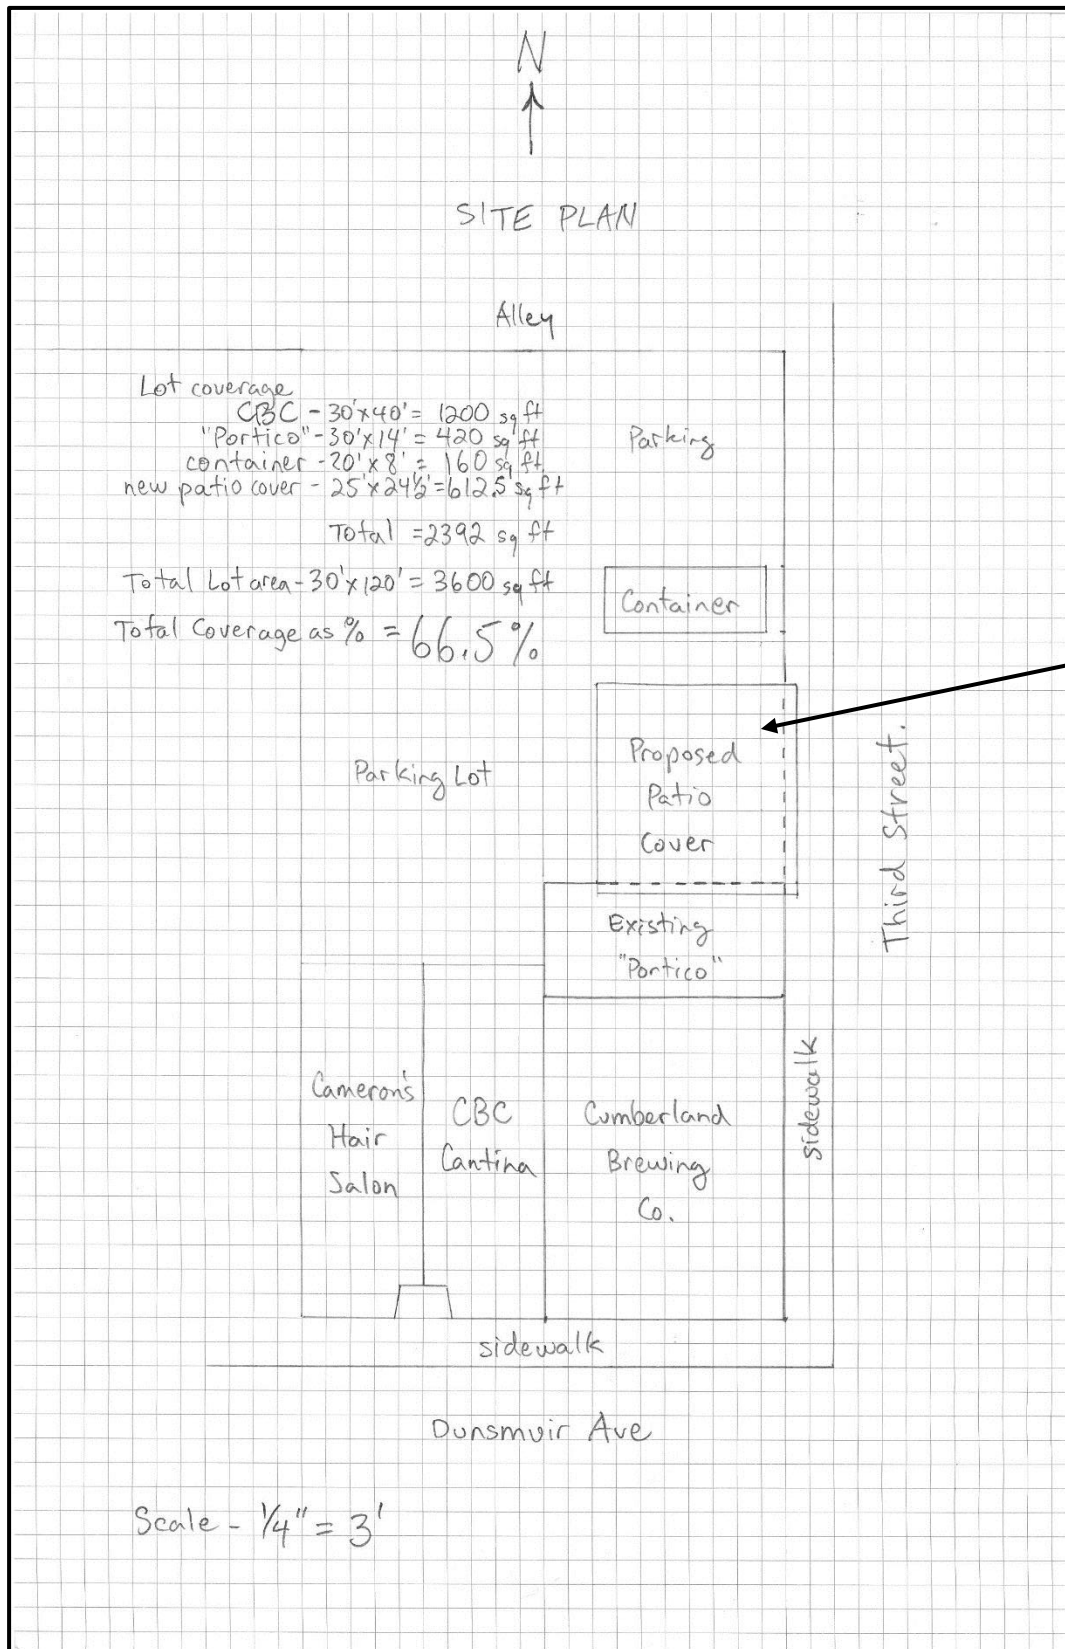 N
SITE PLAN
Alley
Lot coverage
CBC - 30'x40' = 1200 sq ft
"Portico" - 30'x14' = 420 sq ft
container - 20'x8' = 160 sq ft
new patio cover - 25'x24½' = 612.5 sq ft
Total = 2392 sq ft
Total Lot area - 30'x120' = 3600 sq ft
Total Coverage as % = 66.5%
Parking
Container
Parking Lot
Proposed
Patio
Cover
Third Street.
Existing
"Portico"
Cameron's
Hair
Salon
CBC
Cantina
Cumberland
Brewing
Co.
sidewalk
sidewalk
Dunsmuir Ave
Scale - 1/4" = 3'